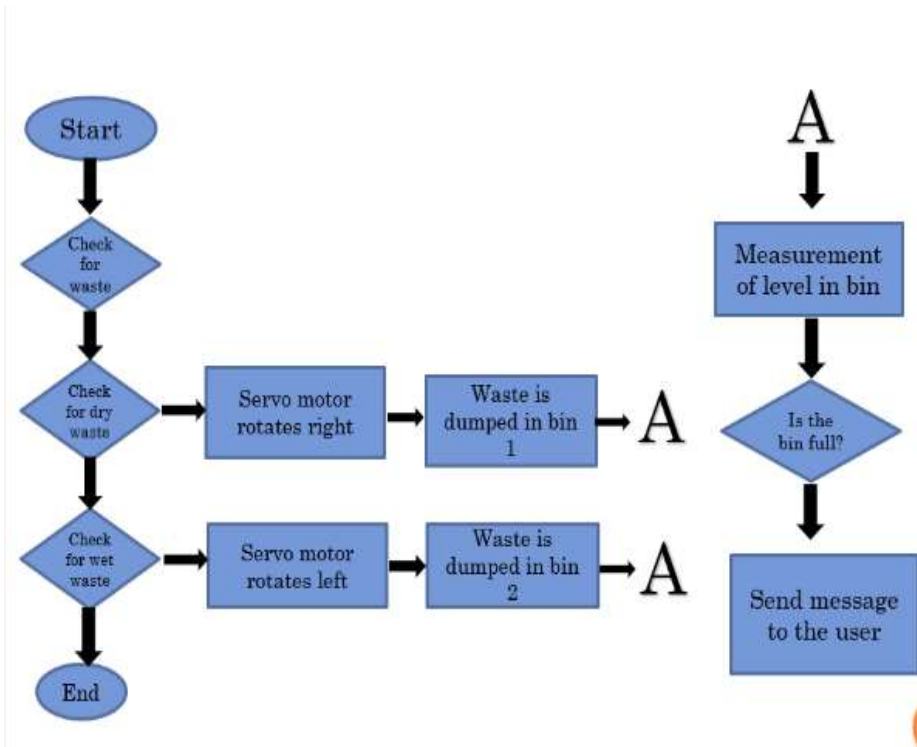 Start
Check
for
waste
Check
for dry
waste
Servo motor
rotates right
Waste is
dumped in bin
1
A
Check
for wet
waste
Servo motor
rotates left
Waste is
dumped in bin
2
A
End
A
Measurement
of level in bin
Is the
bin full?
Send message
to the user